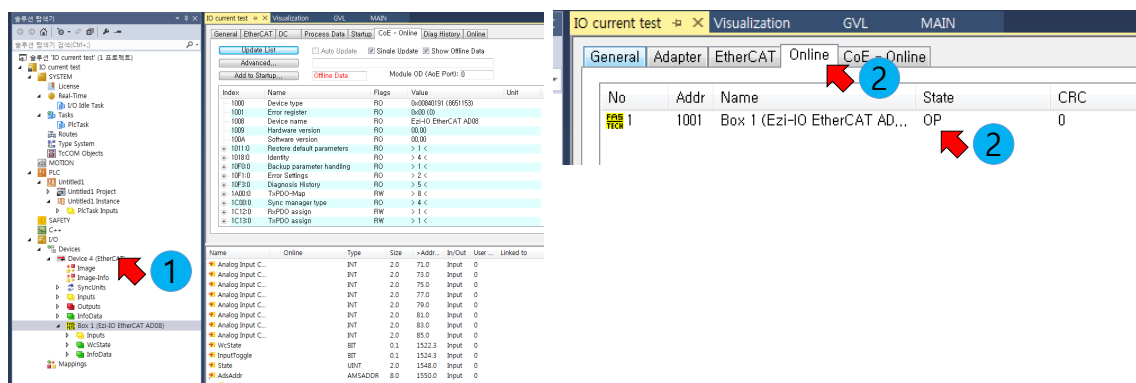 솔루션 탐색기
솔루션 탐색기 검색(Ctrl+;)
솔루션 'IO current test' (1 프로젝트)
IO current test
SYSTEM
License
Real-Time
I/O Idle Task
Tasks
PlcTask
Routes
Type System
TcCOM Objects
MOTION
PLC
Untitled1
Untitled1 Project
Untitled1 Instance
PlcTask Inputs
SAFETY
C++
I/O
Devices
Device 4 (EtherCAT)
Image
Image-Info
SyncUnits
Inputs
Outputs
InfoData
Box 1 (Ezi-IO EtherCAT AD08)
Inputs
WcState
InfoData
Mappings
1
IO current test Visualization GVL MAIN
General EtherCAT DC Process Data Startup CoE - Online Diag History Online
Update List Auto Update Single Update Show Offline Data
Advanced...
Add to Startup... Offline Data Module OD (AoE Port): 0
Index Name Flags Value Unit
1000 Device type RO 0x00840191 (8651153)
1001 Error register RO 0x00 (0)
1008 Device name RO Ezi-IO EtherCAT AD08
1009 Hardware version RO 00,00
100A Software version RO 00,00
1011:0 Restore default parameters RO > 1 <
1018:0 Identity RO > 4 <
10F0:0 Backup parameter handling RO > 1 <
10F1:0 Error Settings RO > 2 <
10F3:0 Diagnosis History RO > 5 <
1A00:0 TxPDO-Map RW > 8 <
1C00:0 Sync manager type RO > 4 <
1C12:0 RxPDO assign RW > 1 <
1C13:0 TxPDO assign RW > 1 <
Name Online Type Size >Addr... In/Out User ... Linked to
Analog Input C... INT 2.0 71.0 Input 0
Analog Input C... INT 2.0 73.0 Input 0
Analog Input C... INT 2.0 75.0 Input 0
Analog Input C... INT 2.0 77.0 Input 0
Analog Input C... INT 2.0 79.0 Input 0
Analog Input C... INT 2.0 81.0 Input 0
Analog Input C... INT 2.0 83.0 Input 0
Analog Input C... INT 2.0 85.0 Input 0
WcState BIT 0.1 1522.3 Input 0
InputToggle BIT 0.1 1524.3 Input 0
State UINT 2.0 1548.0 Input 0
AdsAddr AMSADDR 8.0 1550.0 Input 0
IO current test Visualization GVL MAIN
General Adapter EtherCAT Online CoE - Online
2
No Addr Name State CRC
FAS TECH 1 1001 Box 1 (Ezi-IO EtherCAT AD... OP 0
2